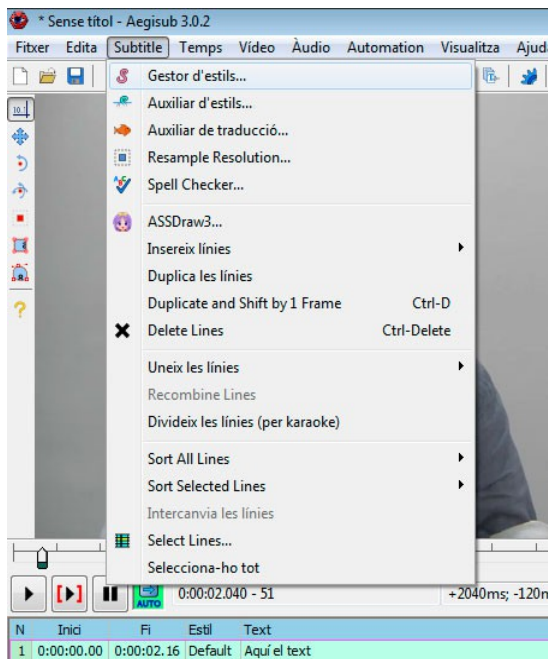 * Sense títol - Aegisub 3.0.2
Fitxer Edita Subtitle Temps Vídeo Àudio Automation Visualitza Ajuda
Gestor d'estils...
Auxiliar d'estils...
Auxiliar de traducció...
Resample Resolution...
Spell Checker...
ASSDraw3...
Insereix línies
Duplica les línies
Duplicate and Shift by 1 Frame Ctrl-D
Delete Lines Ctrl-Delete
Uneix les línies
Recombine Lines
Divideix les línies (per karaoke)
Sort All Lines
Sort Selected Lines
Intercanvia les línies
Select Lines...
Selecciona-ho tot
AUTO 0:00:02.040 - 51 +2040ms; -120m
N Inici Fi Estil Text
1 0:00:00.00 0:00:02.16 Default Aquí el text